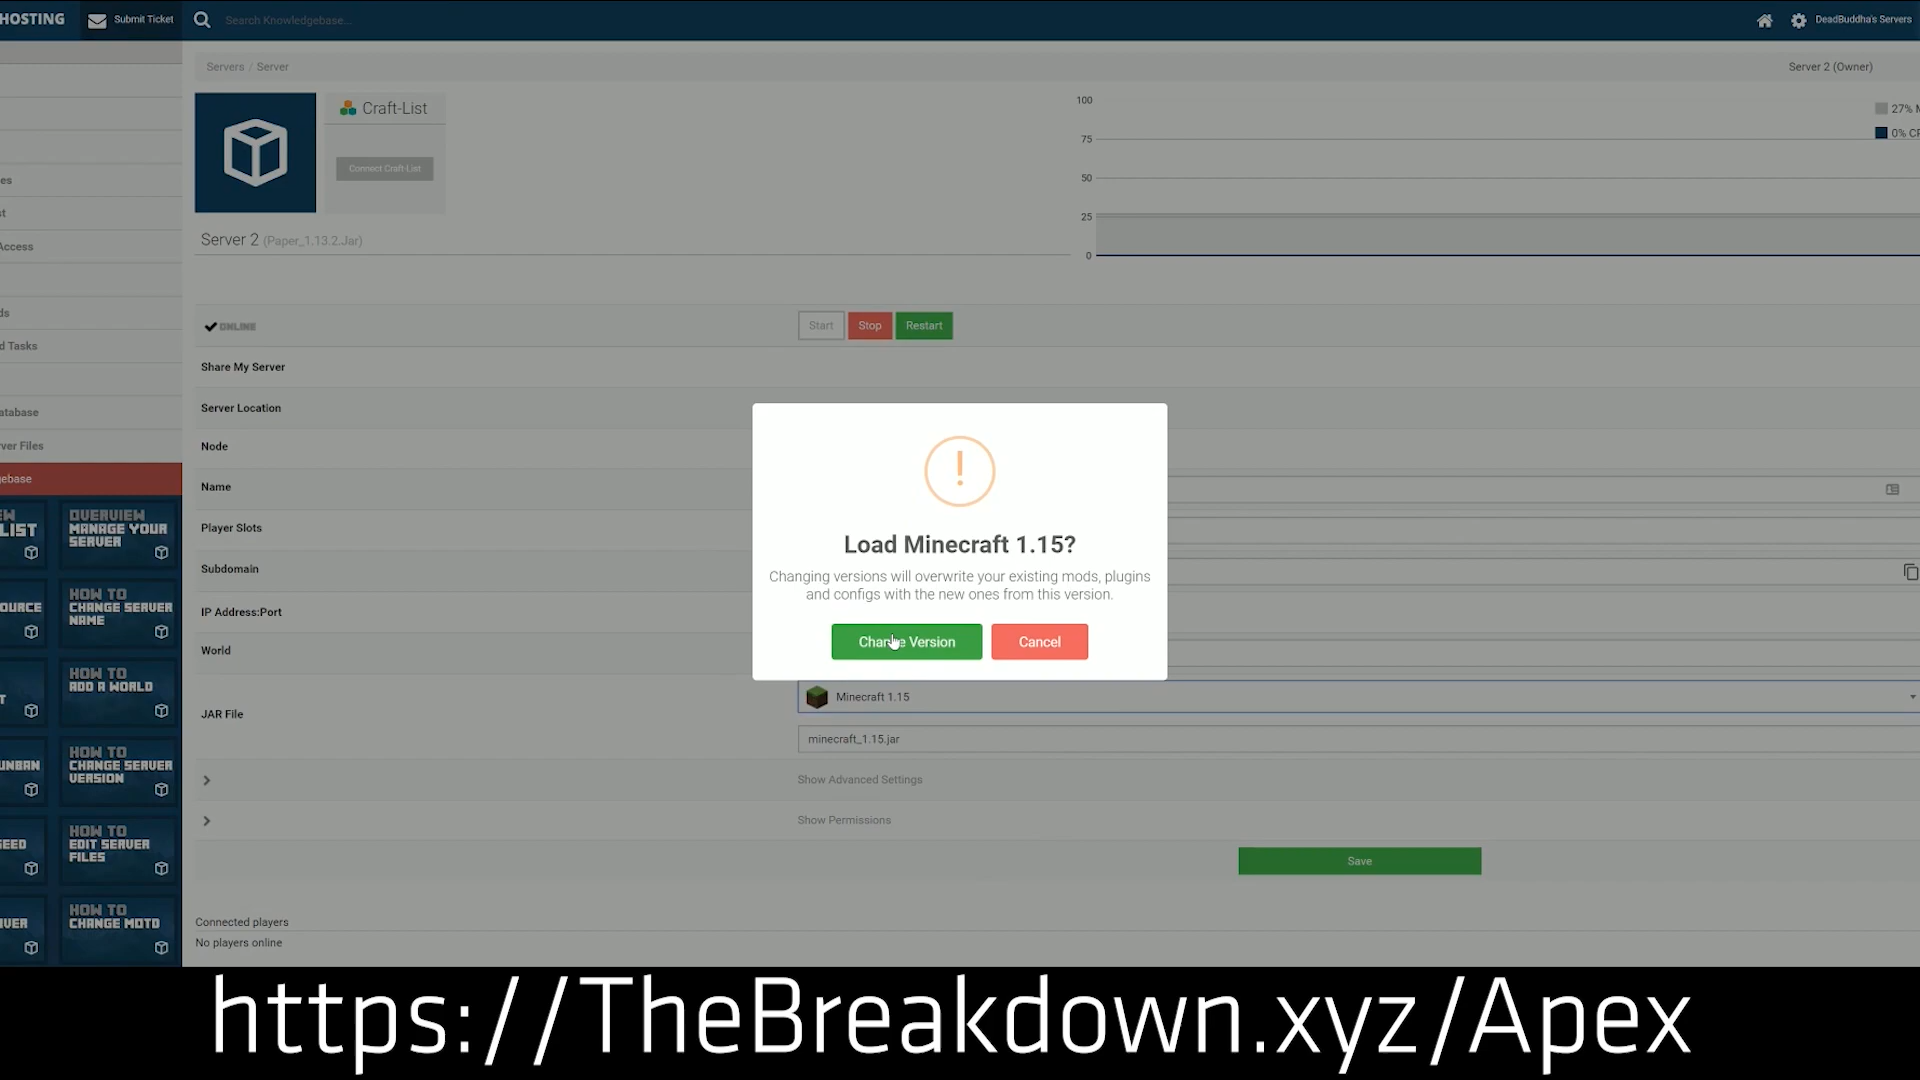 HOSTING
Submit Ticket
Search Knowledgebase...
DeadBuddha's Servers
Servers / Server
Server 2 (Owner)
Craft-List
Connect Craft-List
100
75
50
25
0
27% M
0% CP
Server 2 (Paper_1.13.2.Jar)
es
st
Access
ds
d Tasks
atabase
ver Files
gebase
ONLINE
Start
Stop
Restart
Share My Server
Server Location
Node
Name
Player Slots
Subdomain
IP Address:Port
World
JAR File
Load Minecraft 1.15?
Changing versions will overwrite your existing mods, plugins
and configs with the new ones from this version.
Change Version
Cancel
Minecraft 1.15
minecraft_1.15.jar
Show Advanced Settings
Show Permissions
Save
Connected players
No players online
EW
LIST
OVERVIEW
MANAGE YOUR
SERVER
OURCE
HOW TO
CHANGE SERVER
NAME
T
HOW TO
ADD A WORLD
UNBAN
HOW TO
CHANGE SERVER
VERSION
SEED
HOW TO
EDIT SERVER
FILES
RVER
HOW TO
CHANGE MOTD
https://TheBreakdown.xyz/Apex